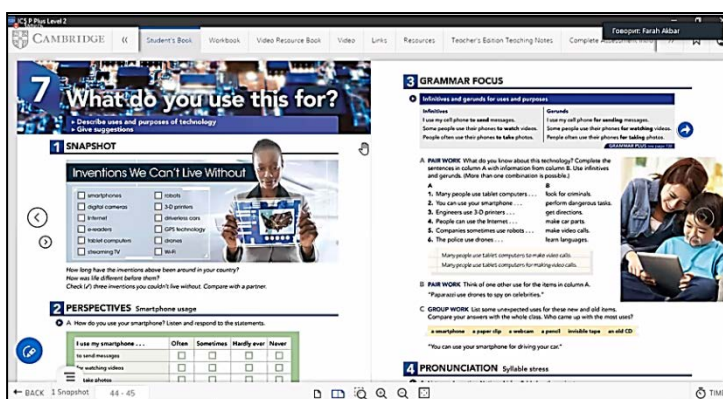 IC5 P Plus Level 2
Говорит: Farah Akbar
CAMBRIDGE
Student's Book
Workbook
Video Resource Book
Video
Links
Resources
Teacher's Edition Teaching Notes
Complete Assessment
7
What do you use this for?
Describe uses and purposes of technology
Give suggestions
1 SNAPSHOT
Inventions We Can't Live Without
smartphones
digital cameras
Internet
e-readers
tablet computers
streaming TV
robots
3-D printers
driverless cars
GPS technology
drones
Wi-Fi
How long have the inventions above been around in your country?
How was life different before them?
Check (✓) three inventions you couldn't live without. Compare with a partner.
2 PERSPECTIVES Smartphone usage
A How do you use your smartphone? Listen and respond to the statements.
I use my smartphone . . . Often Sometimes Hardly ever Never
to send messages
for watching videos
take photos
3 GRAMMAR FOCUS
Infinitives and gerunds for uses and purposes
Infinitives
I use my cell phone to send messages.
Some people use their phones to watch videos.
People often use their phones to take photos.
Gerunds
I use my cell phone for sending messages.
Some people use their phones for watching videos.
People often use their phones for taking photos.
GRAMMAR PLUS
A PAIR WORK What do you know about this technology? Complete the
sentences in column A with information from column B. Use infinitives
and gerunds. (More than one combination is possible.)
A
1. Many people use tablet computers . . .
2. You can use your smartphone . . .
3. Engineers use 3-D printers . . .
4. People can use the Internet . . .
5. Companies sometimes use robots . . .
6. The police use drones . . .
B
look for criminals.
perform dangerous tasks.
get directions.
make car parts.
make video calls.
learn languages.
Many people use tablet computers to make video calls.
Many people use tablet computers for making video calls.
B PAIR WORK Think of one other use for the items in column A.
"Paparazzi use drones to spy on celebrities."
C GROUP WORK List some unexpected uses for these new and old items.
Compare your answers with the whole class. Who came up with the most uses?
a smartphone a paper clip a webcam a pencil invisible tape an old CD
"You can use your smartphone for driving your car."
4 PRONUNCIATION Syllable stress
BACK
1 Snapshot
44 - 45